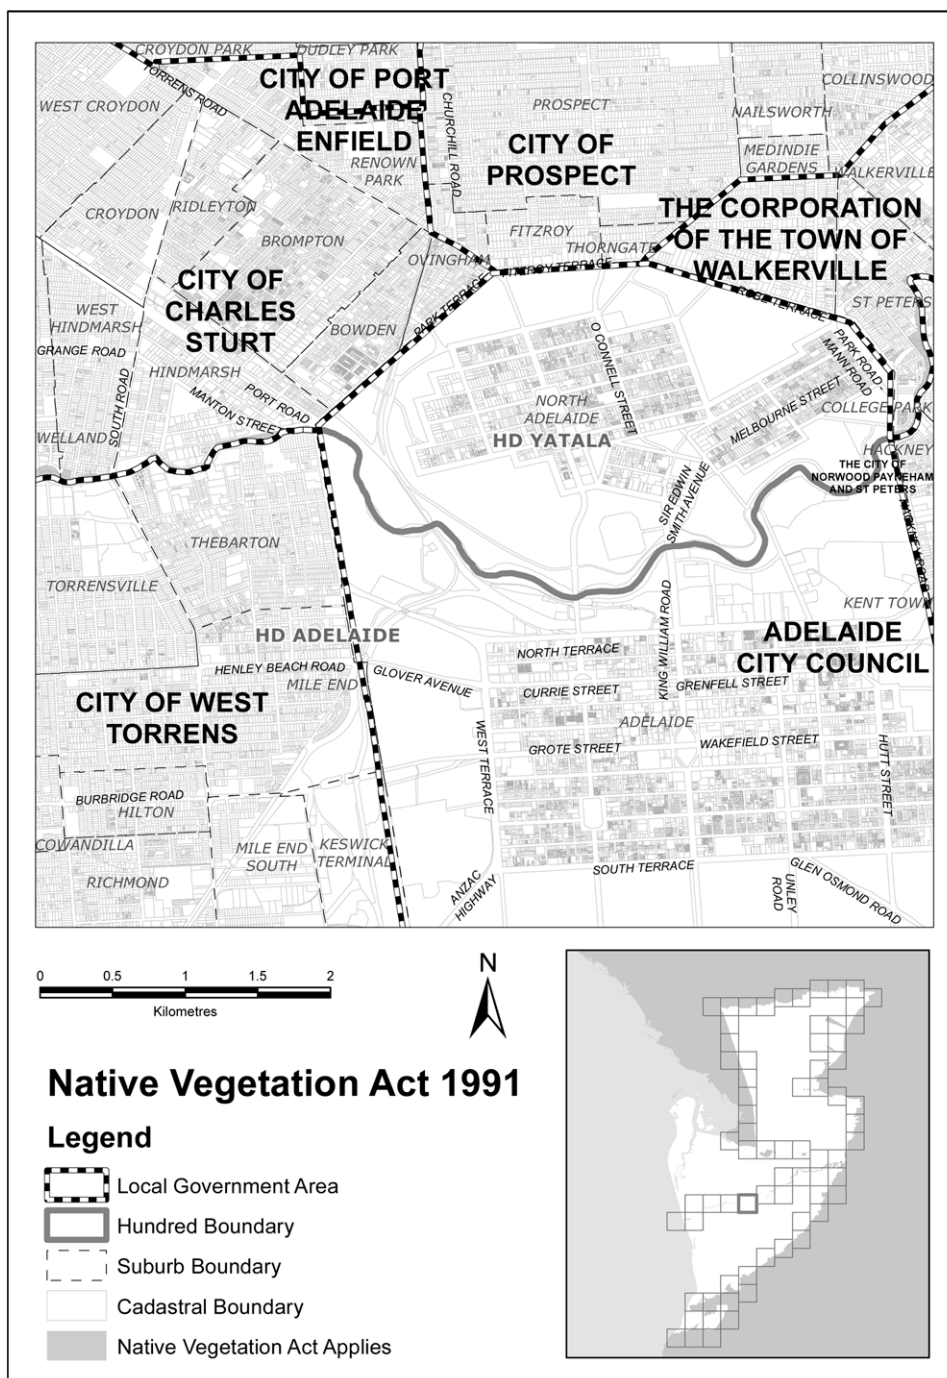 CROYDON PARK
DUDLEY PARK
TORRENS ROAD
CITY OF PORT
ADELAIDE
ENFIELD
COLLINSWOOD
WEST CROYDON
CHURCHILL ROAD
PROSPECT
NAILSWORTH
CITY OF
PROSPECT
MEDINDIE
GARDENS
RENOWN
PARK
WALKERVILLE
CROYDON
RIDLEYTON
THE CORPORATION
OF THE TOWN OF
WALKERVILLE
BROMPTON
FITZROY
THORNGATE
OVINGHAM
FITZROY TERRACE
CITY OF
CHARLES
STURT
PARK TERRACE
ROBE TERRACE
ST PETERS
WEST
HINDMARSH
BOWDEN
GRANGE ROAD
O CONNELL STREET
PARK ROAD -
MANN ROAD
HINDMARSH
SOUTH ROAD
PORT ROAD
MANTON STREET
NORTH
ADELAIDE
MELBOURNE STREET
COLLEGE PARK
WELLAND
HD YATALA
HACKNEY
THE CITY OF
NORWOOD PAYNEHAM
AND ST PETERS
SIR EDWIN
SMITH AVENUE
HACKNEY ROAD
THEBARTON
TORRENSVILLE
KENT TOWN
HD ADELAIDE
KING WILLIAM ROAD
ADELAIDE
CITY COUNCIL
NORTH TERRACE
HENLEY BEACH ROAD
MILE END
GLOVER AVENUE
CURRIE STREET
GRENFELL STREET
CITY OF WEST
TORRENS
ADELAIDE
WEST TERRACE
GROTE STREET
WAKEFIELD STREET
HUTT STREET
BURBRIDGE ROAD
HILTON
COWANDILLA
MILE END
SOUTH
KESWICK
TERMINAL
RICHMOND
SOUTH TERRACE
ANZAC
HIGHWAY
UNLEY
ROAD
GLEN OSMOND ROAD
0 0.5 1 1.5 2
Kilometres
N
Native Vegetation Act 1991
Legend
Local Government Area
Hundred Boundary
Suburb Boundary
Cadastral Boundary
Native Vegetation Act Applies